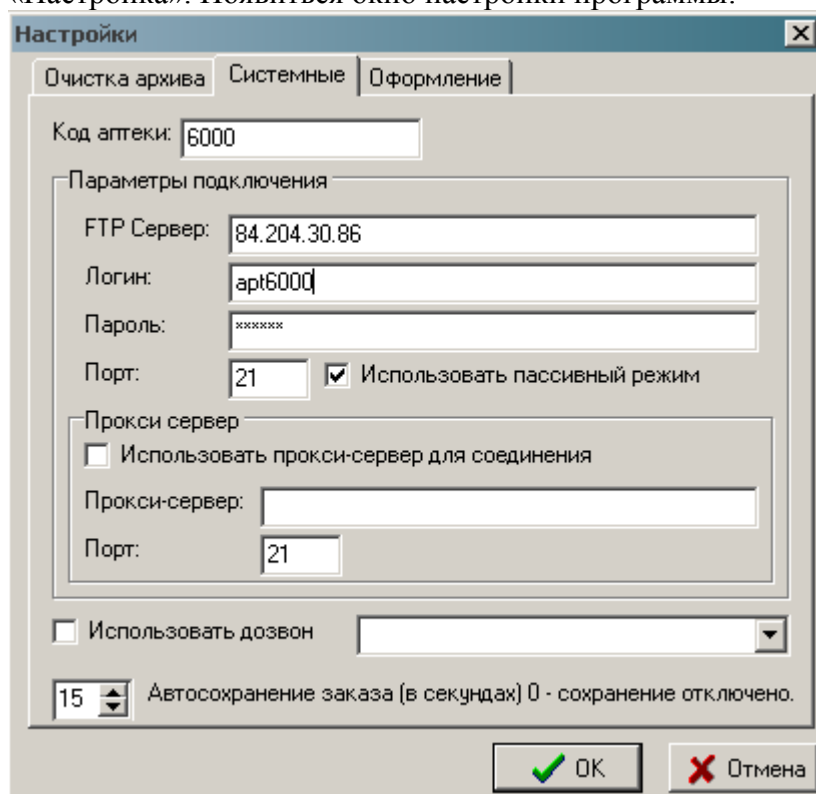 «Настройка». Появиться окно настройки программы.
Настройки
Очистка архива Системные Оформление
Код аптеки: 6000
Параметры подключения
FTP Сервер: 84.204.30.86
Логин: apt6000
Пароль: ******
Порт: 21 Использовать пассивный режим
Прокси сервер
Использовать прокси-сервер для соединения
Прокси-сервер:
Порт: 21
Использовать дозвон
15 Автосохранение заказа (в секундах) 0 - сохранение отключено.
OK Отмена